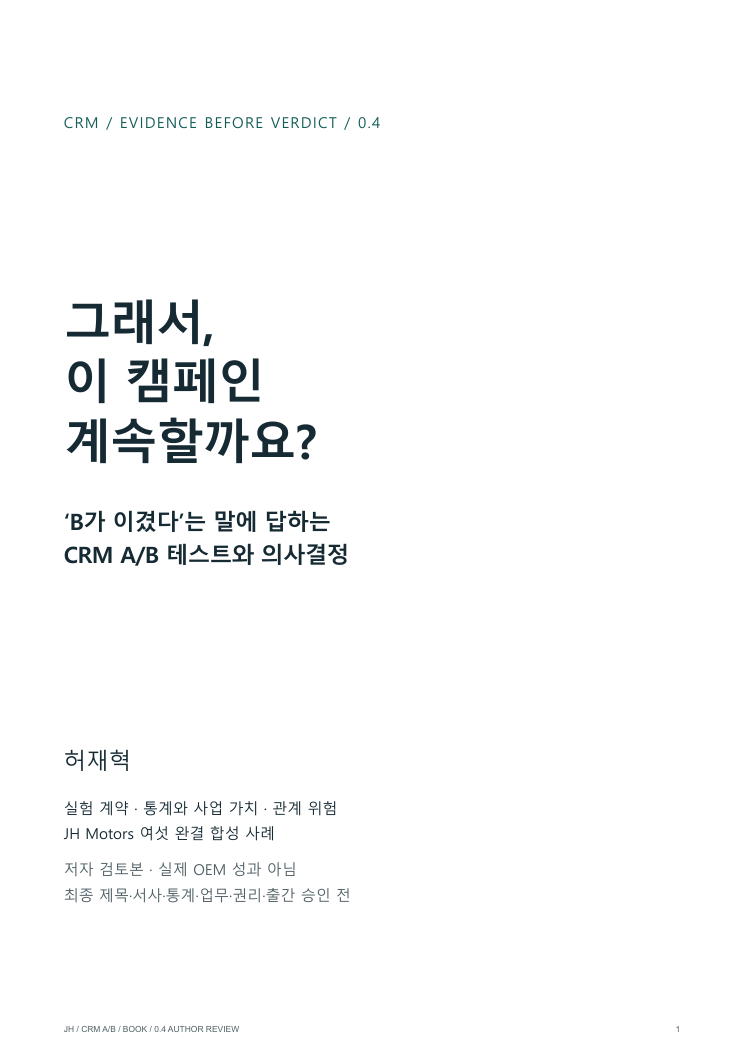 CRM / EVIDENCE BEFORE VERDICT / 0.4
그래서,
이 캠페인
계속할까요?
‘B가 이겼다’는 말에 답하는
CRM A/B 테스트와 의사결정
허재혁
실험 계약 · 통계와 사업 가치 · 관계 위험
JH Motors 여섯 완결 합성 사례
저자 검토본 · 실제 OEM 성과 아님
최종 제목·서사·통계·업무·권리·출간 승인 전
JH / CRM A/B / BOOK / 0.4 AUTHOR REVIEW
1